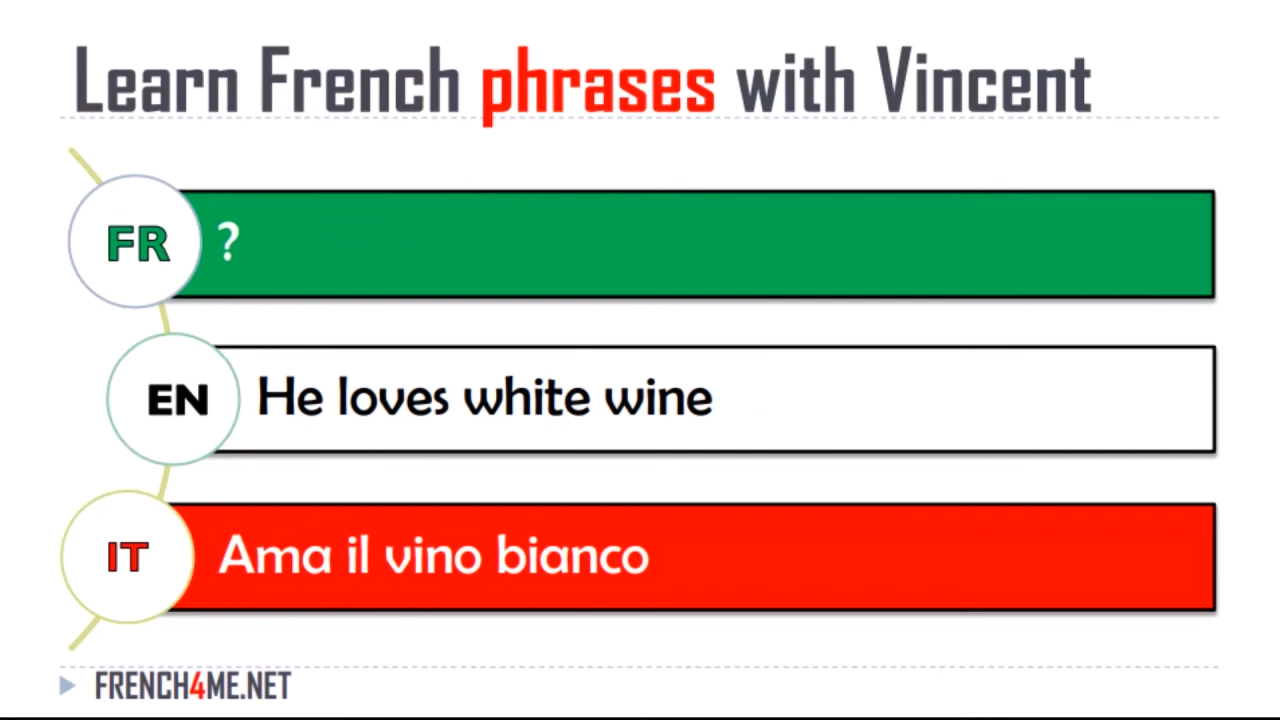 Learn French phrases with Vincent
FR ?
EN He loves white wine
IT Ama il vino bianco
FRENCH4ME.NET